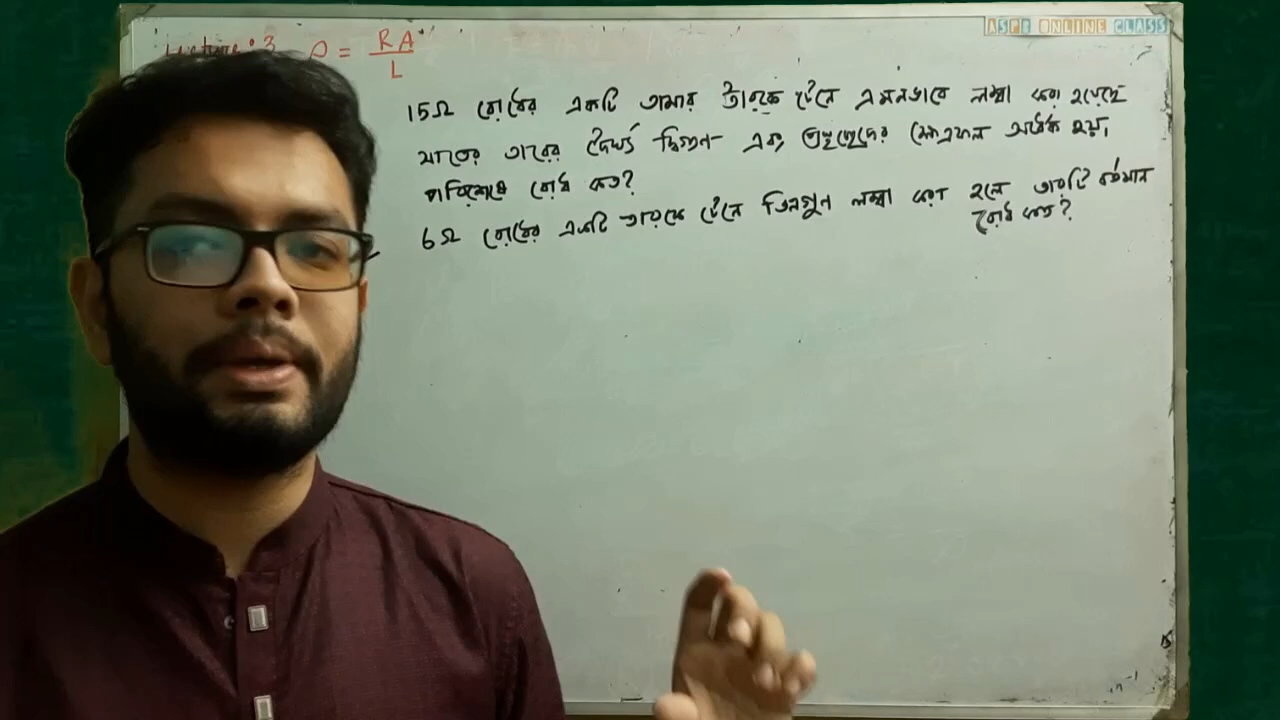 ASPE ONLINE CLASS
Lecture: 3 ρ = RA / L
15Ω রোধের একটি তামার তারকে টেনে এমনভাবে লম্বা করা হয়েছে
যাতের তারের দৈর্ঘ্য দ্বিগুন এবং প্রস্থচ্ছেদের ক্ষেত্রফল অর্ধেক হয়।
পরিশেষে রোধ কত?
6Ω রোধের একটি তারকে টেনে তিনগুন লম্বা করা হলে তারটি বর্তমান
রোধ কত?